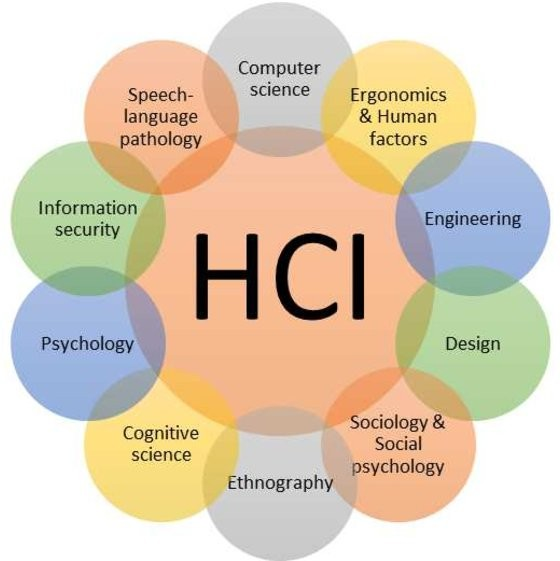 Computer
science
Ergonomics
& Human
factors
Engineering
Design
Sociology &
Social
psychology
Ethnography
Cognitive
science
Psychology
Information
security
Speech-
language
pathology
HCI